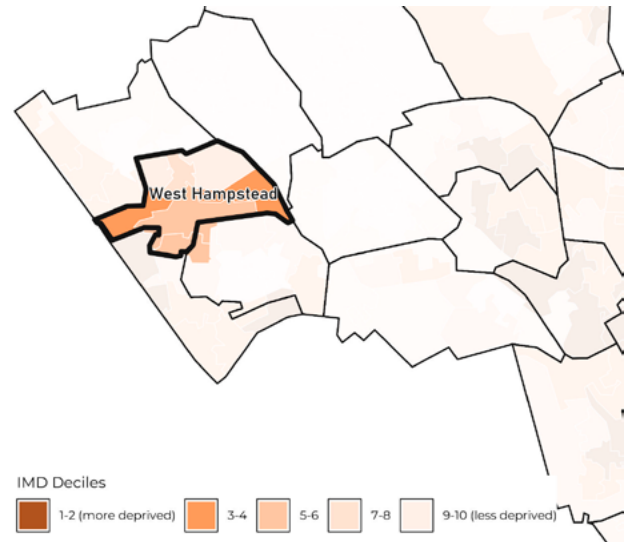 West Hampstead
IMD Deciles
1-2 (more deprived) 3-4 5-6 7-8 9-10 (less deprived)